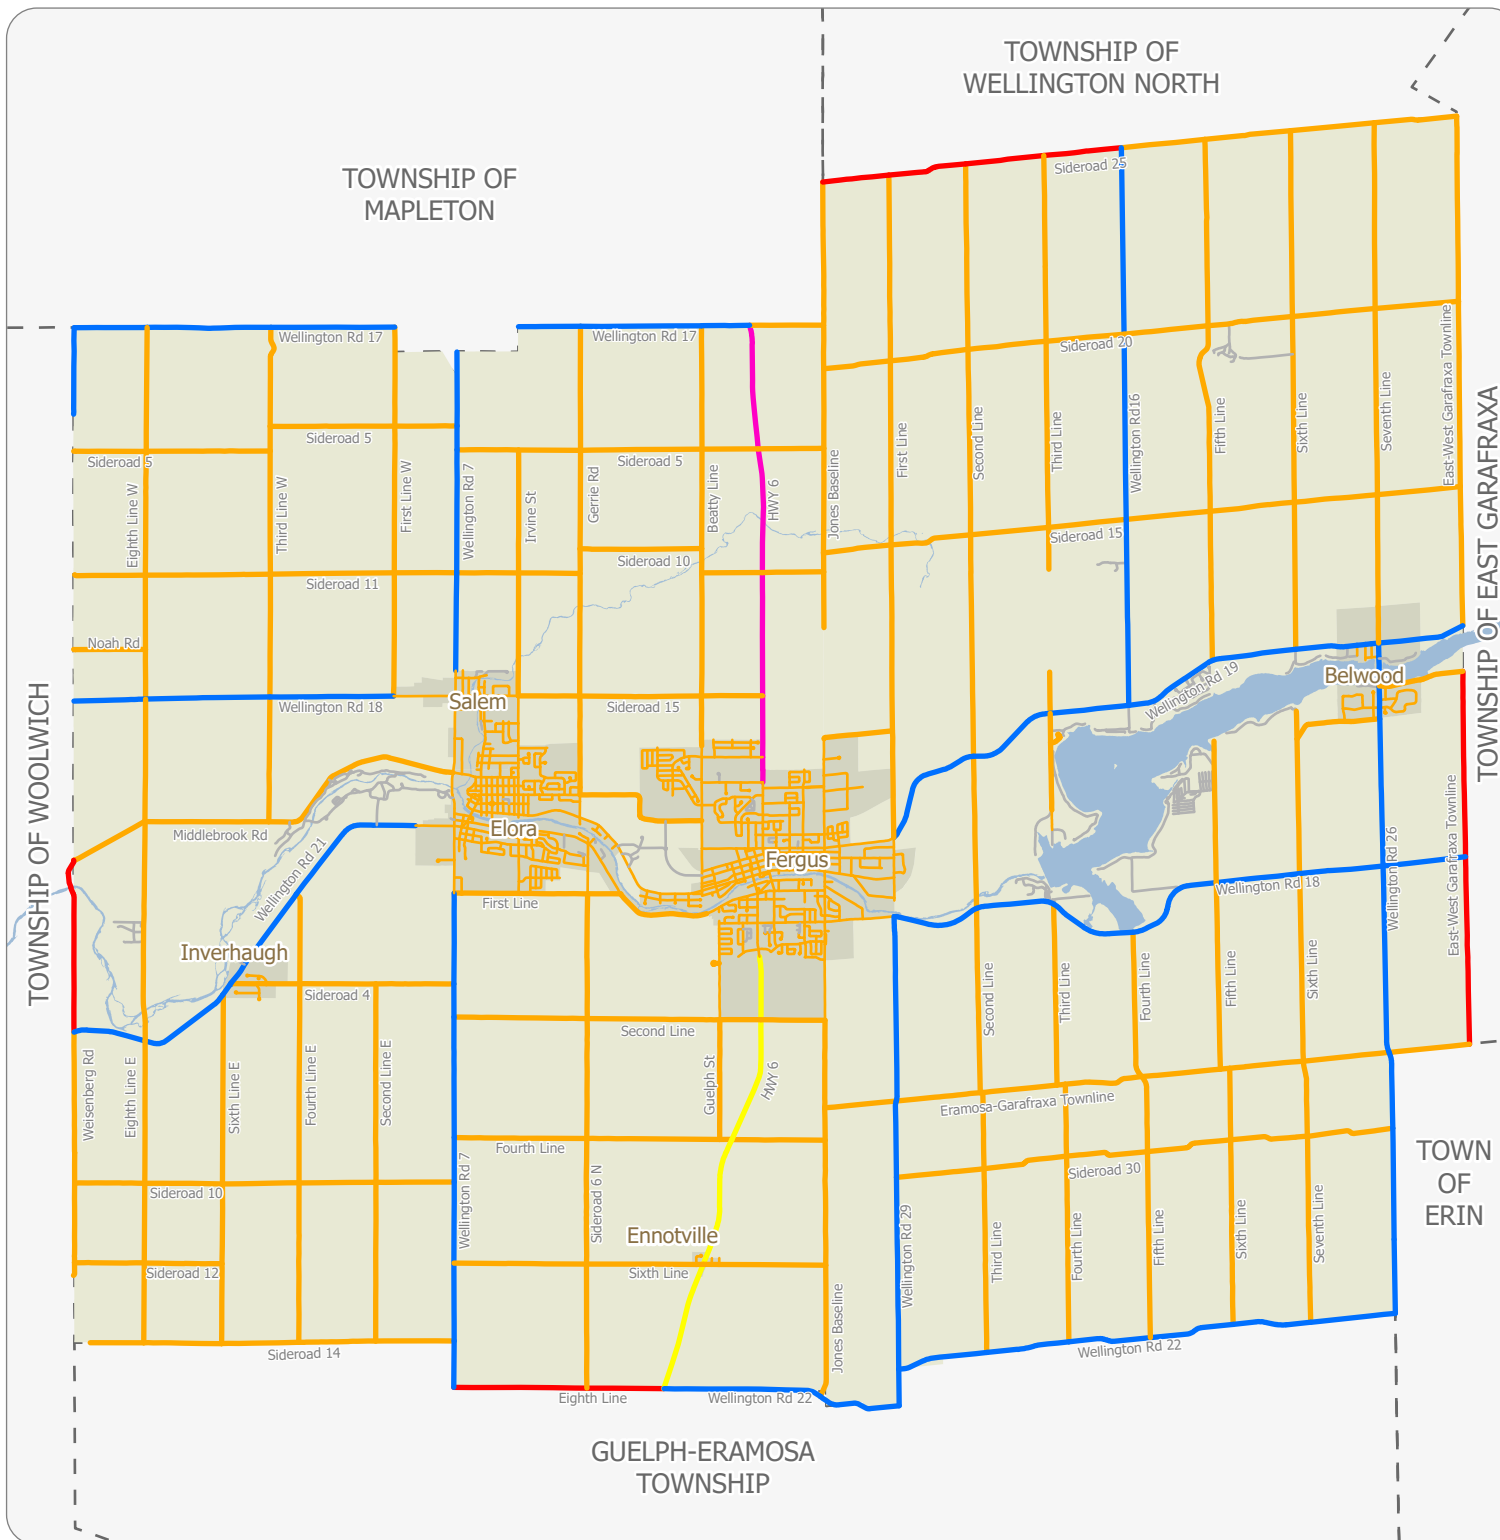 TOWNSHIP OF
WELLINGTON NORTH
TOWNSHIP OF
MAPLETON
Sideroad 25
Wellington Rd 17
Wellington Rd 17
Sideroad 20
East-West Garafraxa Townline
Sideroad 5
Sideroad 5
Sideroad 5
Eighth Line W
Third Line W
First Line W
Wellington Rd 7
Irvine St
Gerrie Rd
Beatty Line
HWY 6
Jones Baseline
First Line
Second Line
Third Line
Wellington Rd16
Fifth Line
Sixth Line
Seventh Line
TOWNSHIP OF EAST GARAFRAXA
Sideroad 15
Sideroad 10
Sideroad 11
Noah Rd
TOWNSHIP OF WOOLWICH
Wellington Rd 18
Salem
Sideroad 15
Wellington Rd 19
Belwood
Middlebrook Rd
Elora
Fergus
Wellington Rd 21
First Line
Wellington Rd 18
Wellington Rd 26
East-West Garafraxa Townline
Inverhaugh
Sideroad 4
Second Line
Second Line
Third Line
Fourth Line
Fifth Line
Sixth Line
Weisenberg Rd
Eighth Line E
Sixth Line E
Fourth Line E
Second Line E
Guelph St
HWY 6
Eramosa-Garafraxa Townline
Fourth Line
Sideroad 30
TOWN
OF
ERIN
Sideroad 10
Wellington Rd 7
Sideroad 6 N
Ennotville
Sixth Line
Sideroad 12
Wellington Rd 29
Third Line
Fourth Line
Fifth Line
Sixth Line
Seventh Line
Jones Baseline
Sideroad 14
Wellington Rd 22
Eighth Line
Wellington Rd 22
GUELPH-ERAMOSA
TOWNSHIP